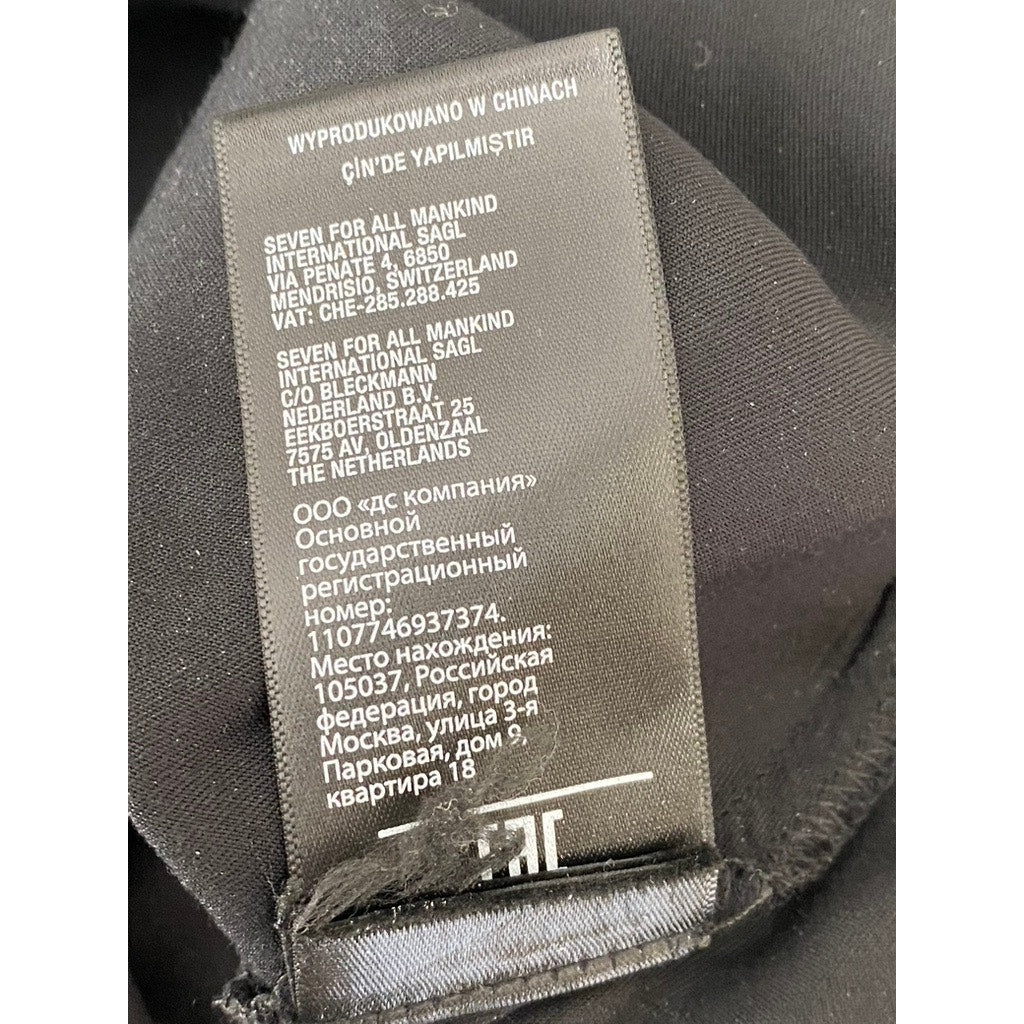 WYPRODUKOWANO W CHINACH
ÇİN'DE YAPILMIŞTIR
SEVEN FOR ALL MANKIND
INTERNATIONAL SAGL
VIA PENATE 4, 6850
MENDRISIO, SWITZERLAND
VAT: CHE-285.288.425
SEVEN FOR ALL MANKIND
INTERNATIONAL SAGL
C/O BLECKMANN
NEDERLAND B.V.
EEKBOERSTRAAT 25
7575 AV, OLDENZAAL
THE NETHERLANDS
ООО «дс компания»
Основной
государственный
регистрационный
номер:
1107746937374.
Место нахождения:
105037, Российская
федерация, город
Москва, улица 3-я
Парковая, дом 9,
квартира 18